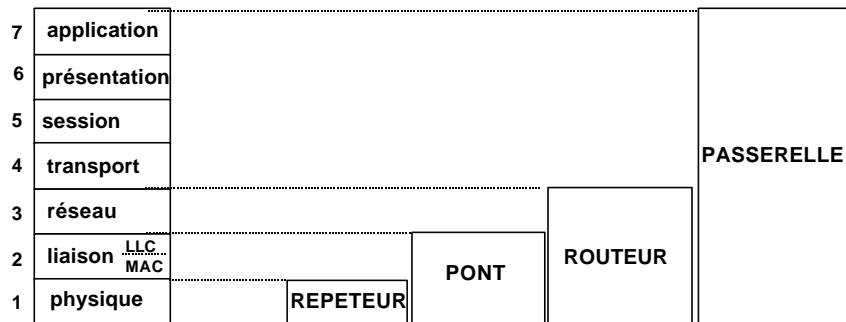 7 application
6 présentation
5 session
4 transport
PASSERELLE
3 réseau
2 liaison LLC
MAC
PONT
ROUTEUR
1 physique
REPETEUR